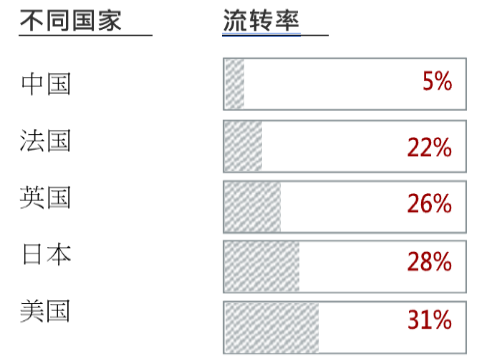 不同国家 流转率
中国 5%
法国 22%
英国 26%
日本 28%
美国 31%